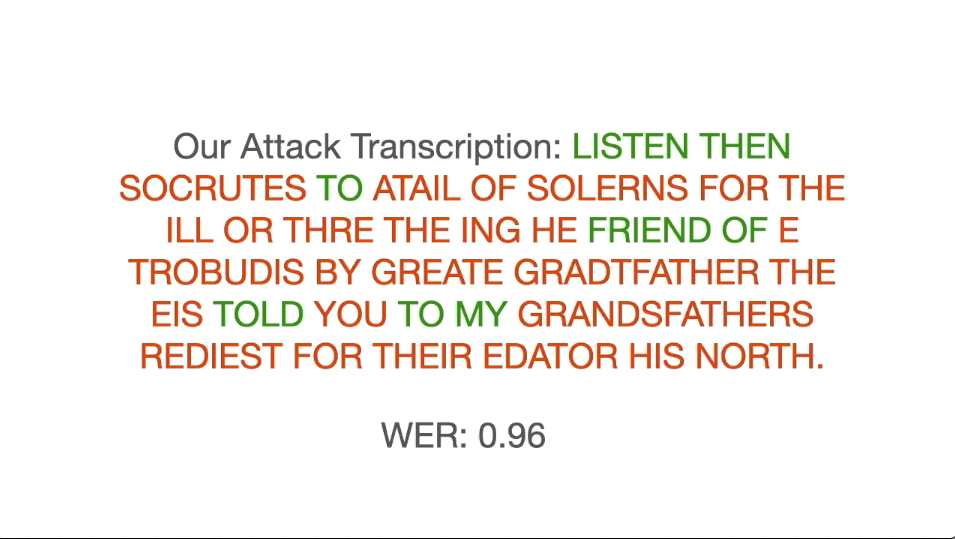 Our Attack Transcription: LISTEN THEN
SOCRUTES TO ATAIL OF SOLERNS FOR THE
ILL OR THRE THE ING HE FRIEND OF E
TROBUDIS BY GREATE GRADTFATHER THE
EIS TOLD YOU TO MY GRANDSFATHERS
REDIEST FOR THEIR EDATOR HIS NORTH.
WER: 0.96